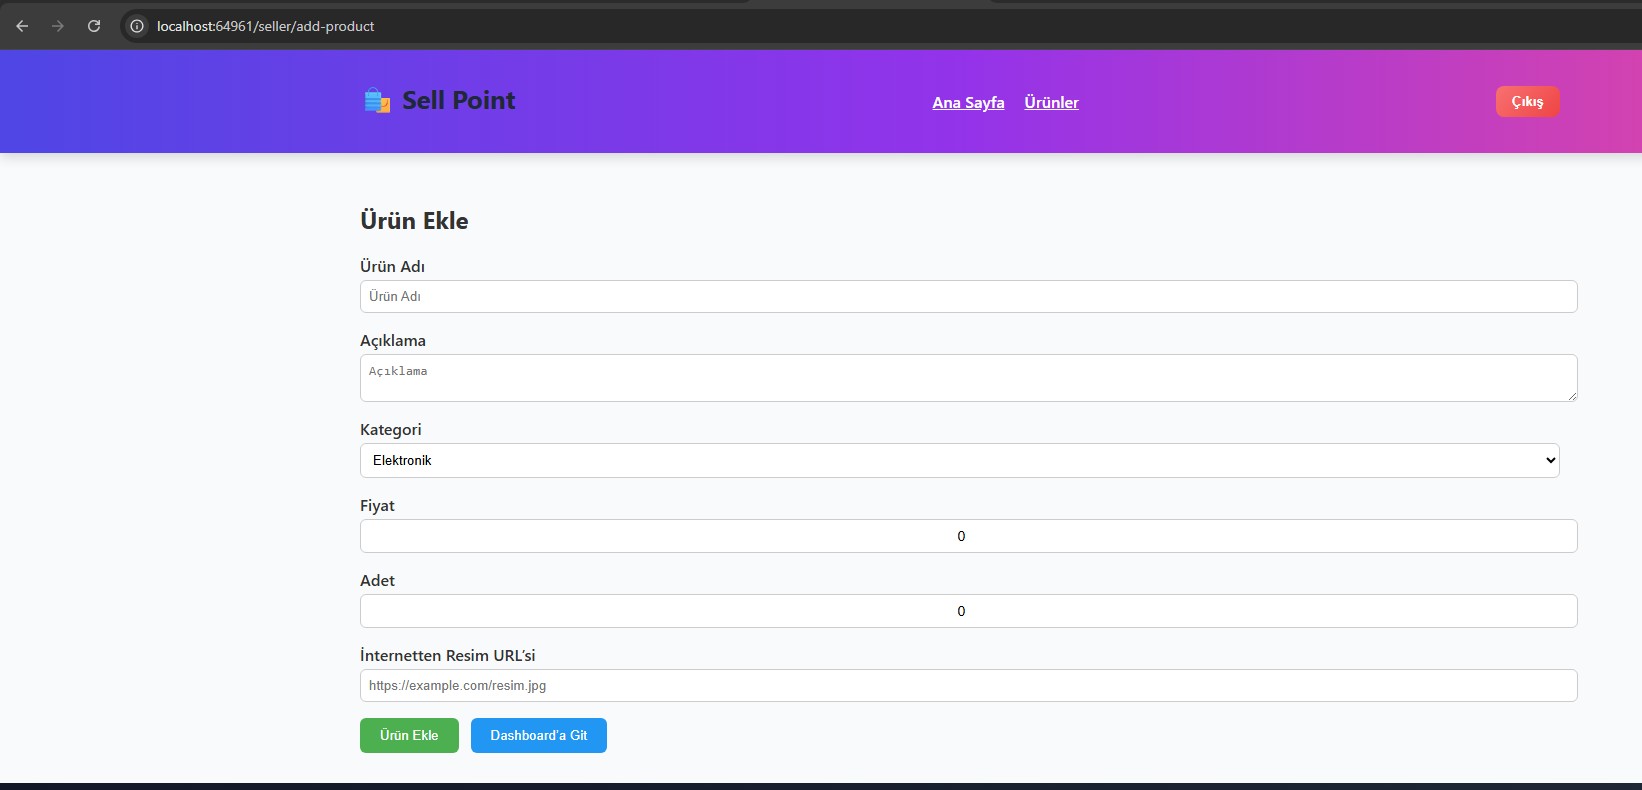 localhost:64961/seller/add-product
Sell Point
Ana Sayfa
Ürünler
Çıkış
Ürün Ekle
Ürün Adı
Ürün Adı
Açıklama
Açıklama
Kategori
Elektronik
Fiyat
0
Adet
0
İnternetten Resim URL'si
https://example.com/resim.jpg
Ürün Ekle
Dashboard'a Git